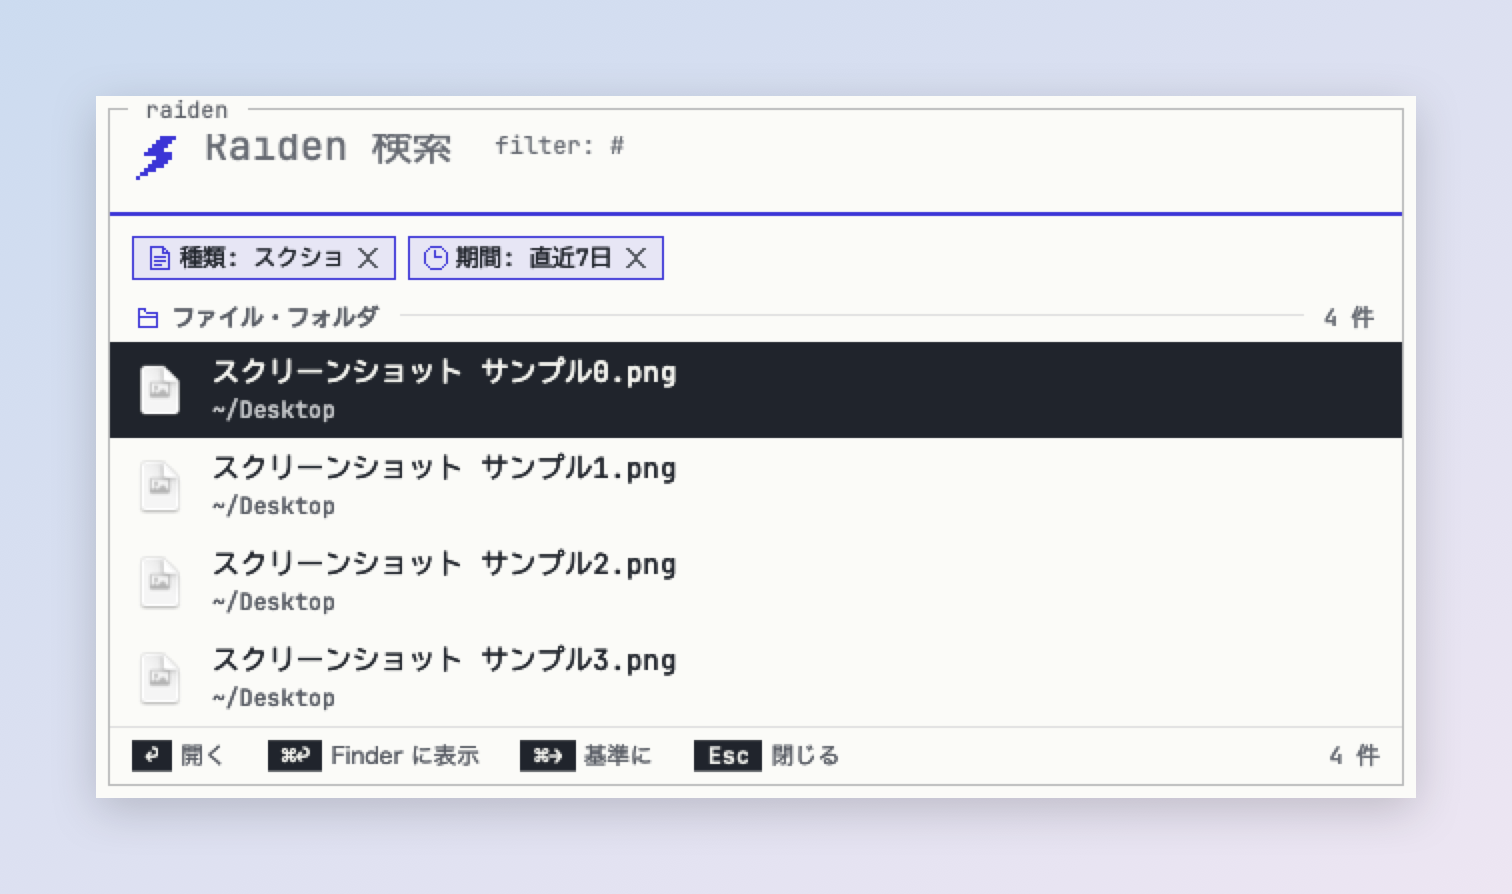 raiden
Raiden 検索 filter: #
種類: スクショ 期間: 直近7日
ファイル・フォルダ 4 件
スクリーンショット サンプル0.png
~/Desktop
スクリーンショット サンプル1.png
~/Desktop
スクリーンショット サンプル2.png
~/Desktop
スクリーンショット サンプル3.png
~/Desktop
⏎ 開く ⌘⏎ Finder に表示 ⌘→ 基準に Esc 閉じる 4 件